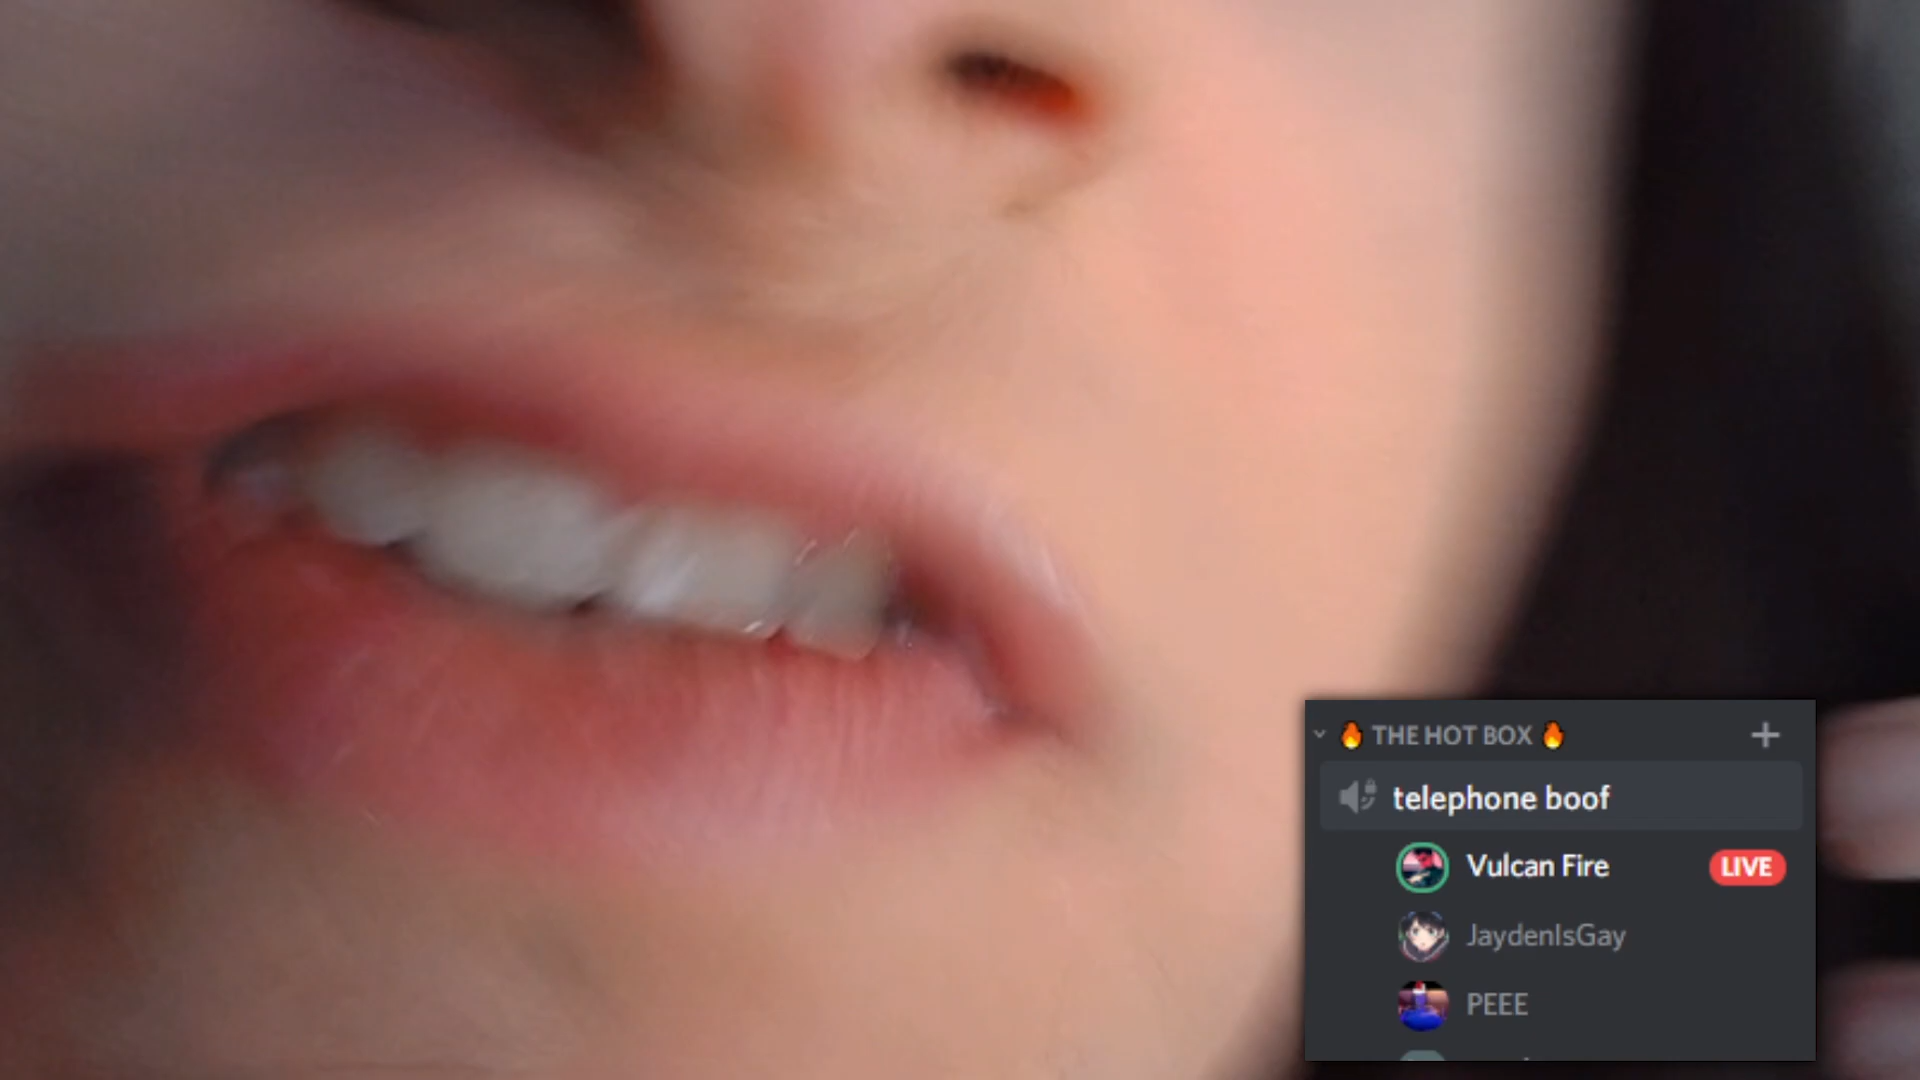 🔥 THE HOT BOX 🔥
telephone boof
Vulcan Fire LIVE
JaydenIsGay
PEEE